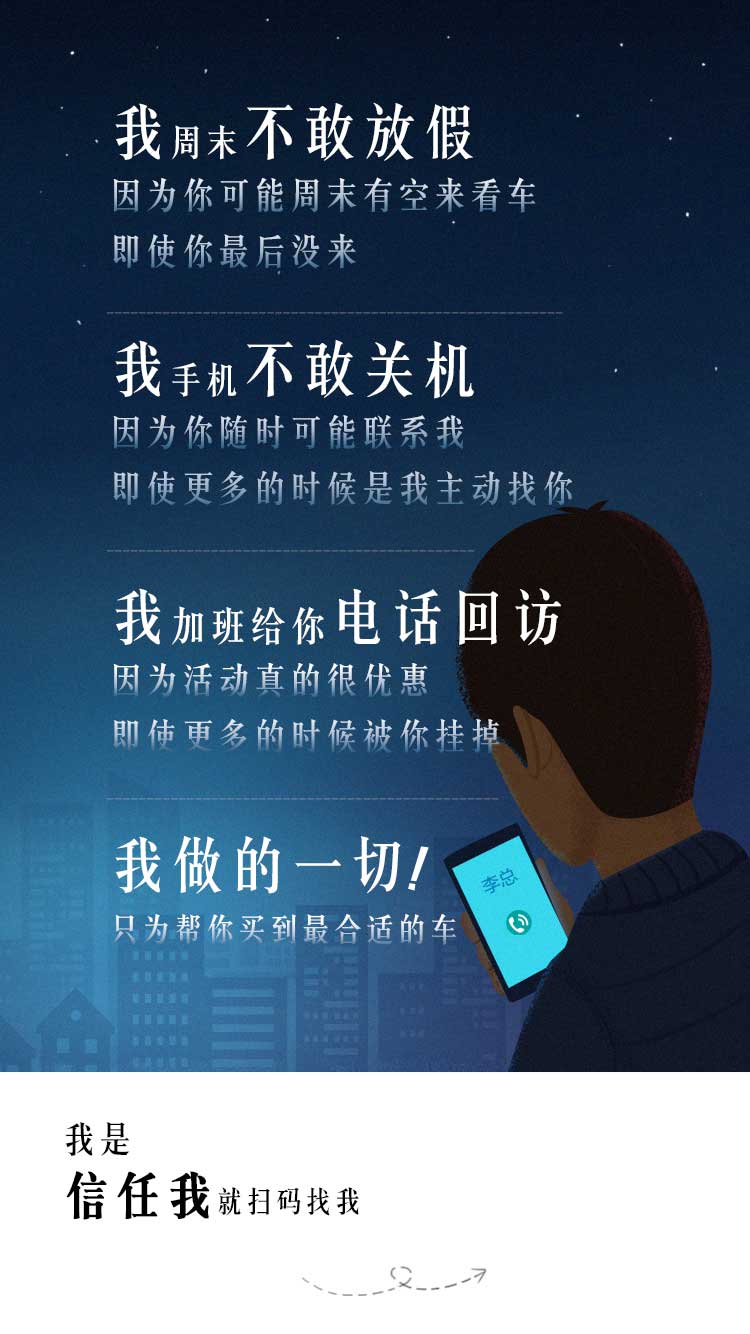 我周末不敢放假
因为你可能周末有空来看车
即使你最后没来
我手机不敢关机
因为你随时可能联系我
即使更多的时候是我主动找你
我加班给你电话回访
因为活动真的很优惠
即使更多的时候被你挂掉
我做的一切!
只为帮你买到最合适的车
李总
我是
信任我就扫码找我